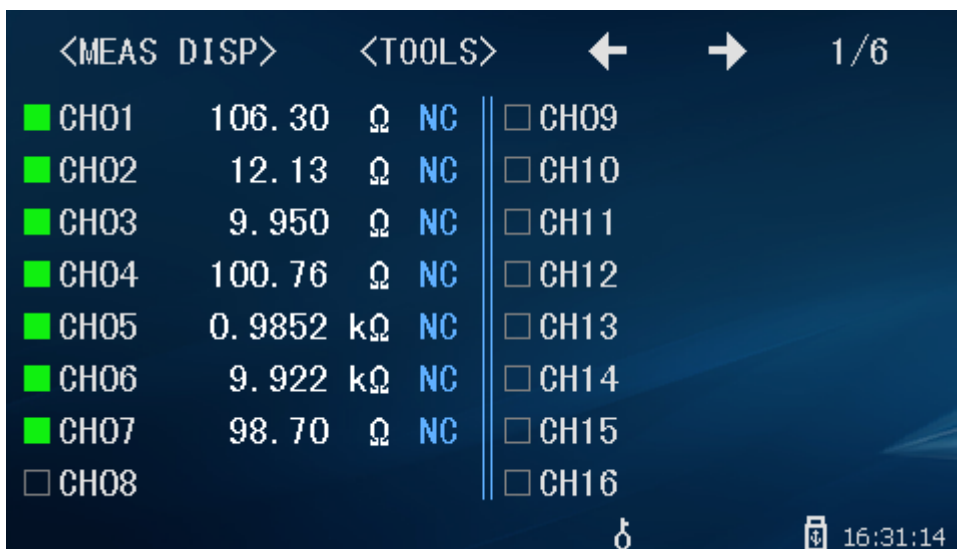 <MEAS DISP> <TOOLS> 1/6
CH01 106.30 Ω NC CH09
CH02 12.13 Ω NC CH10
CH03 9.950 Ω NC CH11
CH04 100.76 Ω NC CH12
CH05 0.9852 kΩ NC CH13
CH06 9.922 kΩ NC CH14
CH07 98.70 Ω NC CH15
CH08 CH16
16:31:14